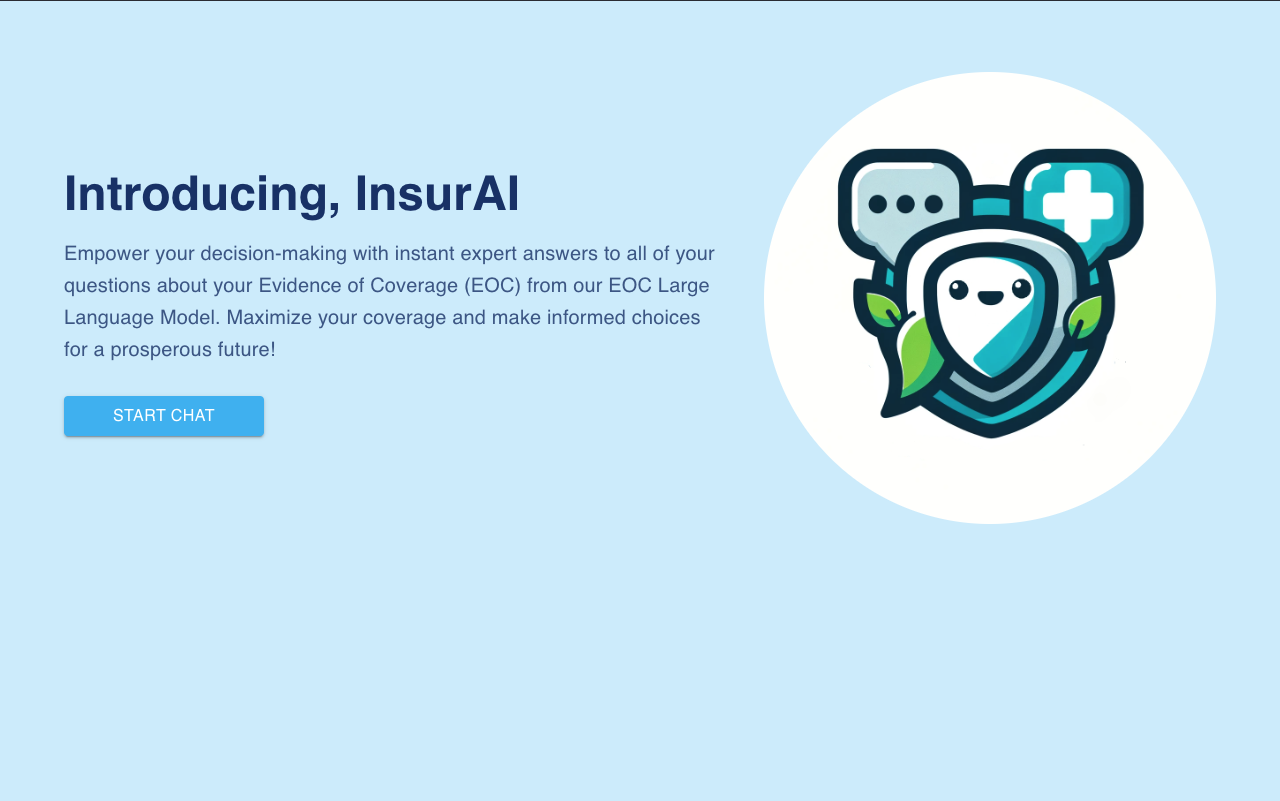 Introducing, InsurAI
Empower your decision-making with instant expert answers to all of your
questions about your Evidence of Coverage (EOC) from our EOC Large
Language Model. Maximize your coverage and make informed choices
for a prosperous future!
START CHAT